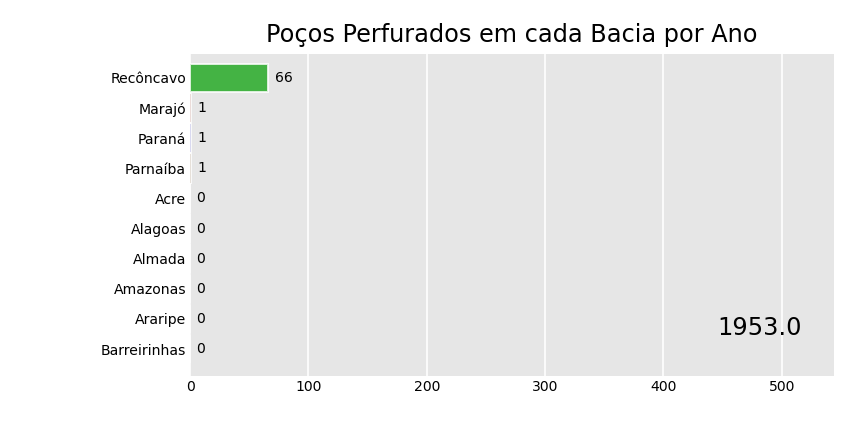 Poços Perfurados em cada Bacia por Ano
Recôncavo 66
Marajó 1
Paraná 1
Parnaíba 1
Acre 0
Alagoas 0
Almada 0
Amazonas 0
Araripe 0
1953.0
Barreirinhas 0
0 100 200 300 400 500